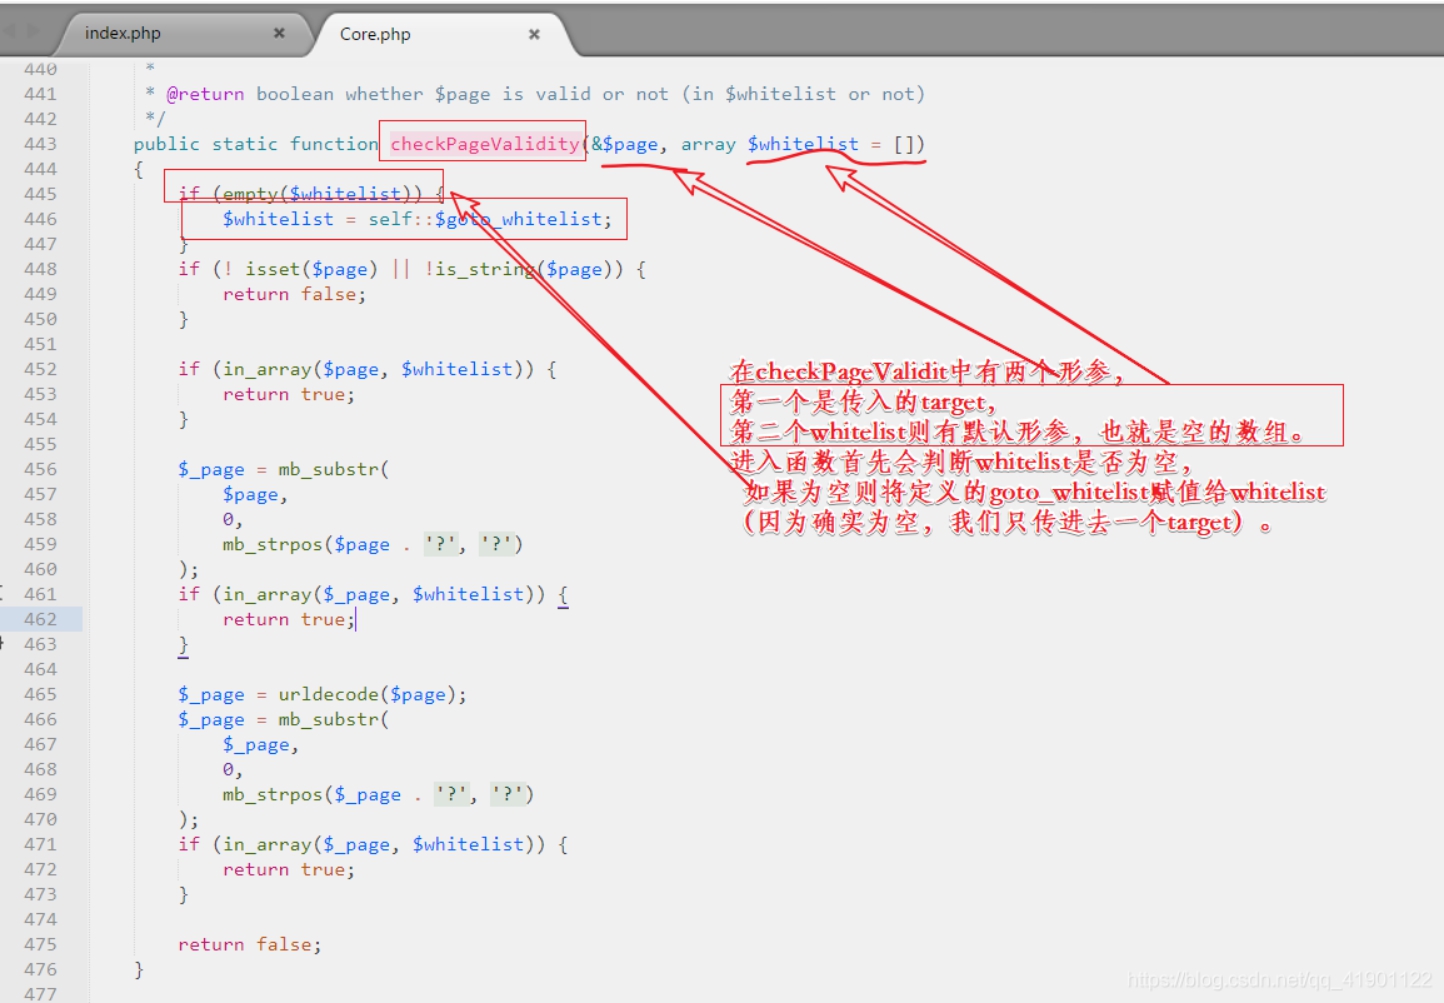 index.php × Core.php ×
440 *
441 * @return boolean whether $page is valid or not (in $whitelist or not)
442 */
443 public static function checkPageValidity(&$page, array $whitelist = [])
444 {
445 if (empty($whitelist)) {
446 $whitelist = self::$goto_whitelist;
447 }
448 if (! isset($page) || !is_string($page)) {
449 return false;
450 }
451
452 if (in_array($page, $whitelist)) {
453 return true;
454 }
455
456 $_page = mb_substr(
457 $page,
458 0,
459 mb_strpos($page . '?', '?')
460 );
461 if (in_array($_page, $whitelist)) {
462 return true;
463 }
464
465 $_page = urldecode($page);
466 $_page = mb_substr(
467 $_page,
468 0,
469 mb_strpos($_page . '?', '?')
470 );
471 if (in_array($_page, $whitelist)) {
472 return true;
473 }
474
475 return false;
476 }
477
在checkPageValidit中有两个形参，
第一个是传入的target，
第二个whitelist则有默认形参，也就是空的数组。
进入函数首先会判断whitelist是否为空，
如果为空则将定义的goto_whitelist赋值给whitelist
（因为确实为空，我们只传进去一个target）。
https://blog.csdn.net/qq_41901122